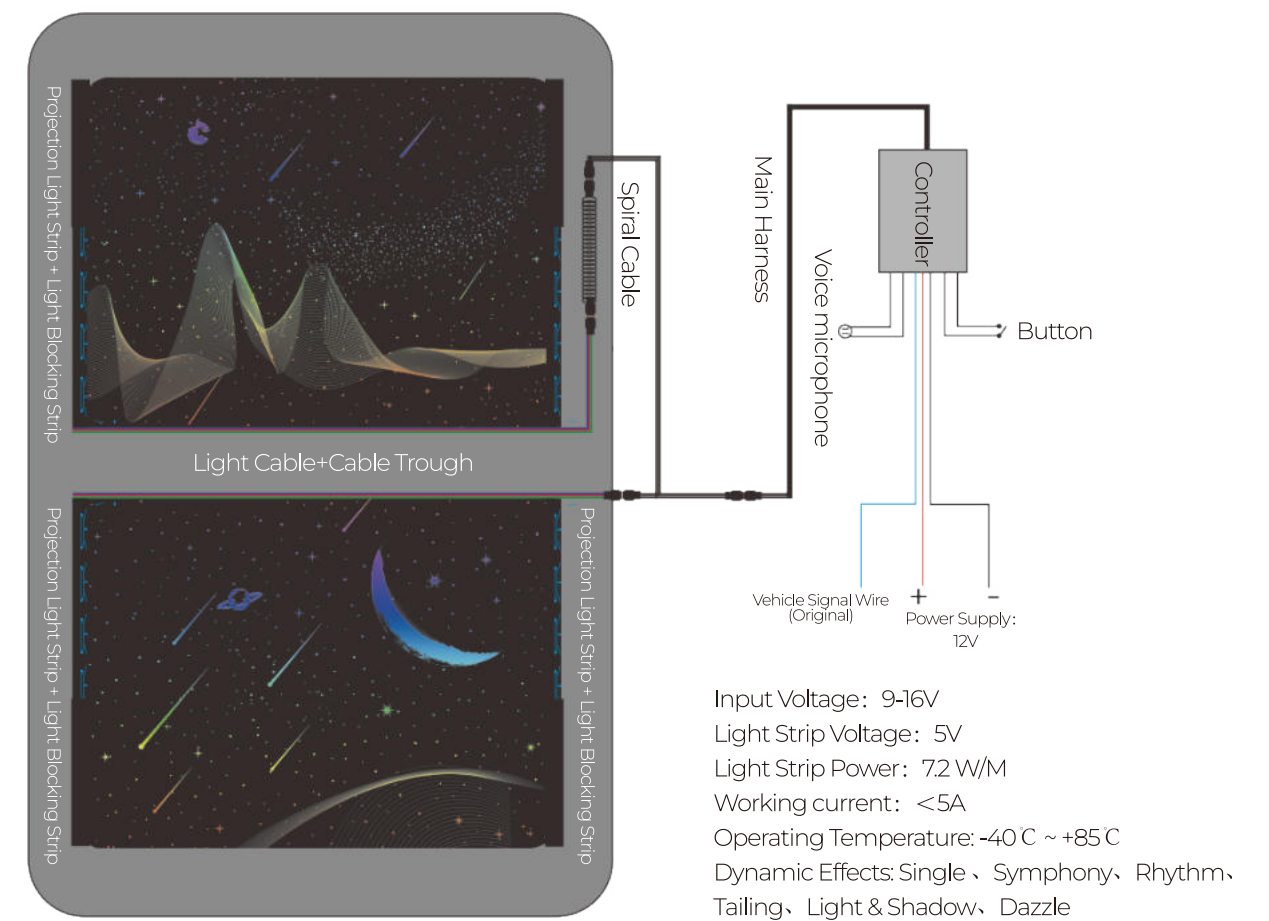 Projection Light Strip + Light Blocking Strip
Spiral Cable
Main Harness
Controller
Voice microphone
Button
Light Cable+Cable Trough
Projection Light Strip + Light Blocking Strip
Projection Light Strip + Light Blocking Strip
Vehicle Signal Wire
(Original)
+
−
Power Supply:
12V
Input Voltage: 9-16V
Light Strip Voltage: 5V
Light Strip Power: 7.2 W/M
Working current: <5A
Operating Temperature: -40℃ ~ +85℃
Dynamic Effects: Single、Symphony、Rhythm、
Tailing、Light & Shadow、Dazzle